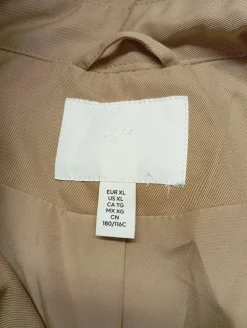 EUR XL
US XL
CA TG
MX XG
CN
180/116C